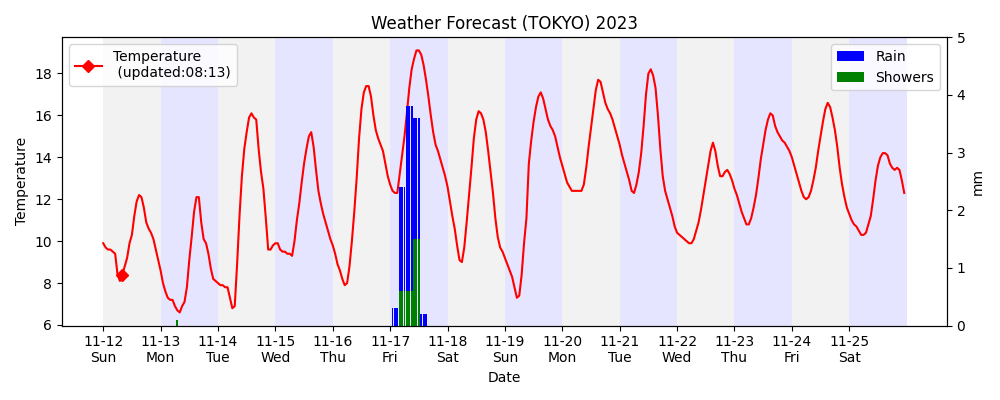 Weather Forecast (TOKYO) 2023
Temperature
(updated:08:13)
Rain
Showers
Temperature
18
16
14
12
10
8
6
5
4
3
2
1
0
mm
11-12 11-13 11-14 11-15 11-16 11-17 11-18 11-19 11-20 11-21 11-22 11-23 11-24 11-25
Sun Mon Tue Wed Thu Fri Sat Sun Mon Tue Wed Thu Fri Sat
Date